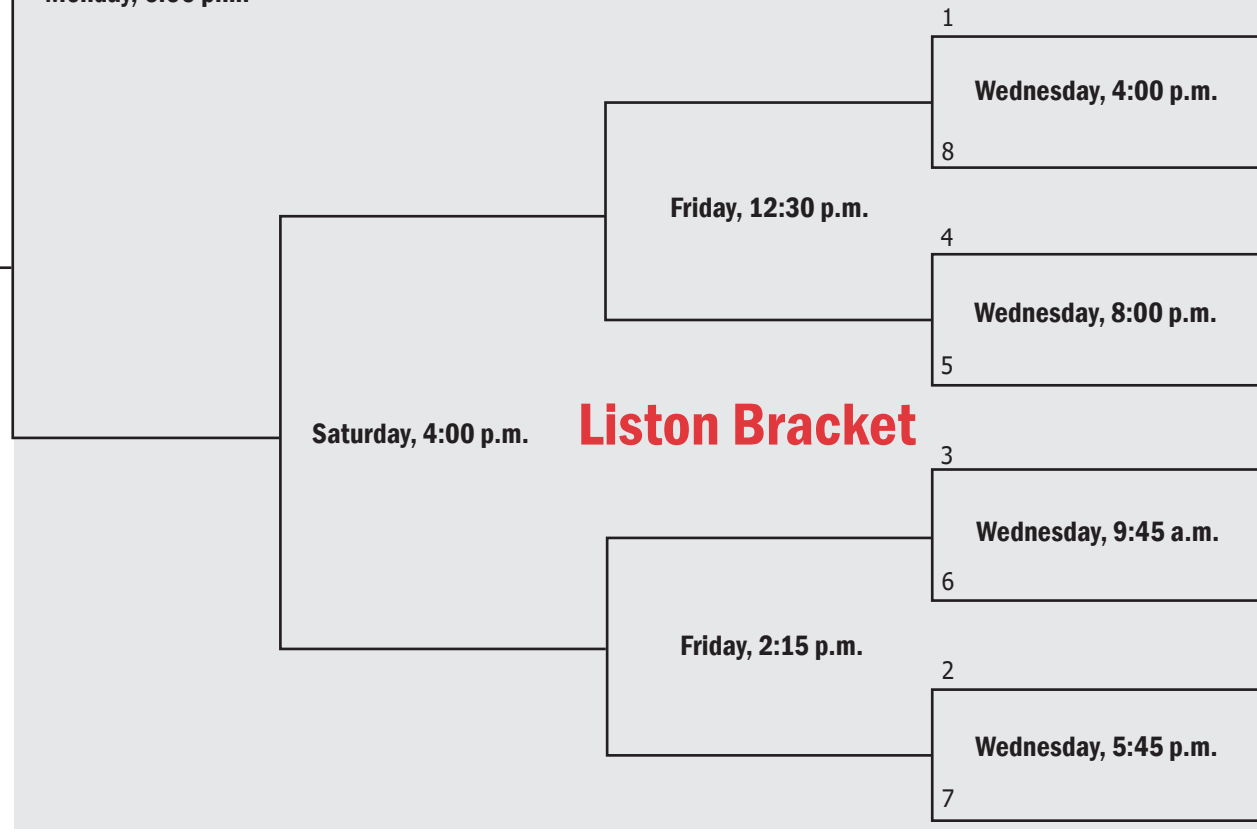 1
Wednesday, 4:00 p.m.
8
Friday, 12:30 p.m.
4
Wednesday, 8:00 p.m.
5
Saturday, 4:00 p.m.
Liston Bracket
3
Wednesday, 9:45 a.m.
6
Friday, 2:15 p.m.
2
Wednesday, 5:45 p.m.
7